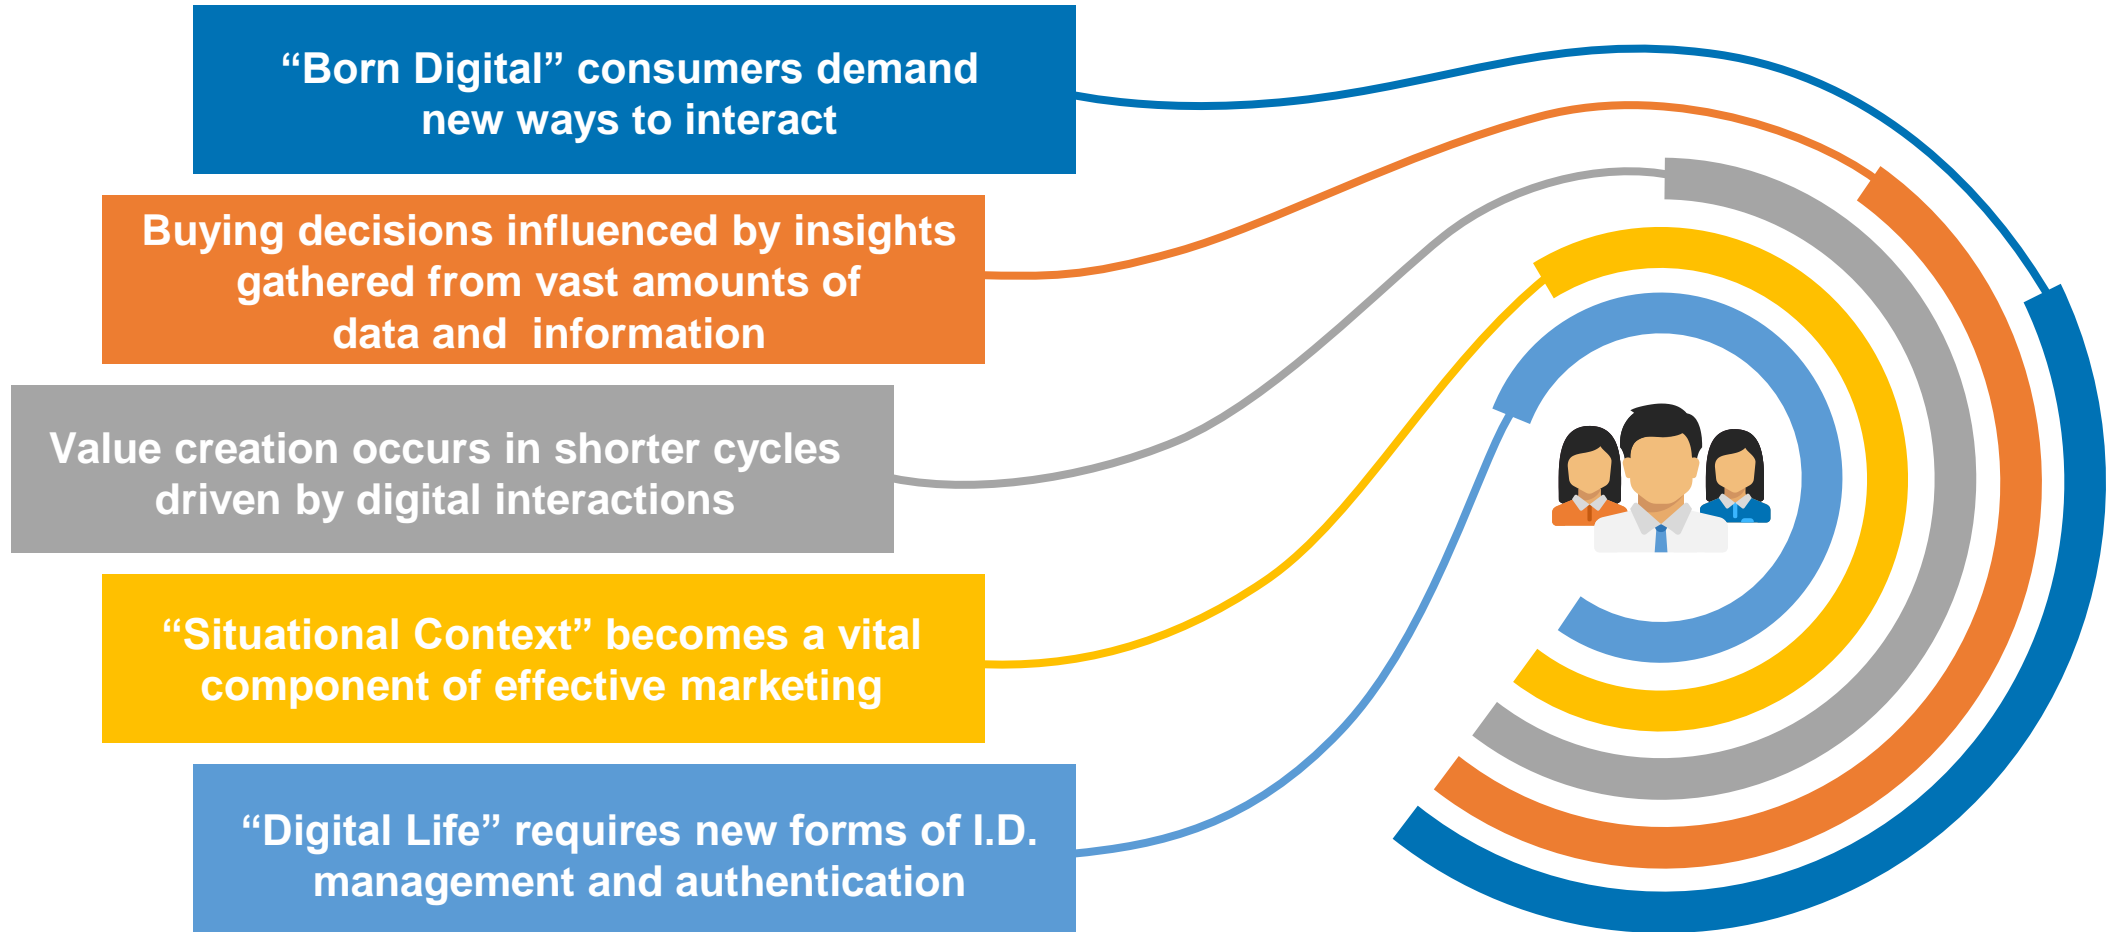 “Born Digital” consumers demand
new ways to interact
Buying decisions influenced by insights
gathered from vast amounts of
data and  information
Value creation occurs in shorter cycles
driven by digital interactions
“Situational Context” becomes a vital
component of effective marketing
“Digital Life” requires new forms of I.D.
management and authentication